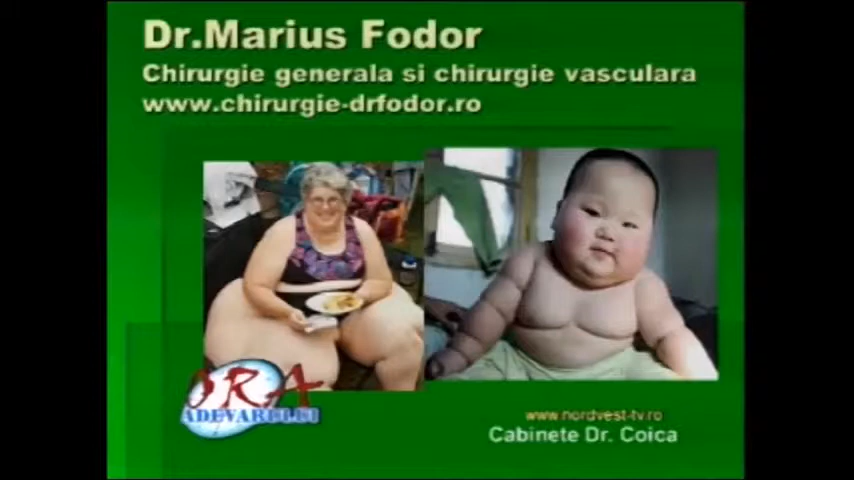 Dr.Marius Fodor
Chirurgie generala si chirurgie vasculara
www.chirurgie-drfodor.ro
ORA
ADEVARULUI
www.nordvest-tv.ro
Cabinete Dr. Coica